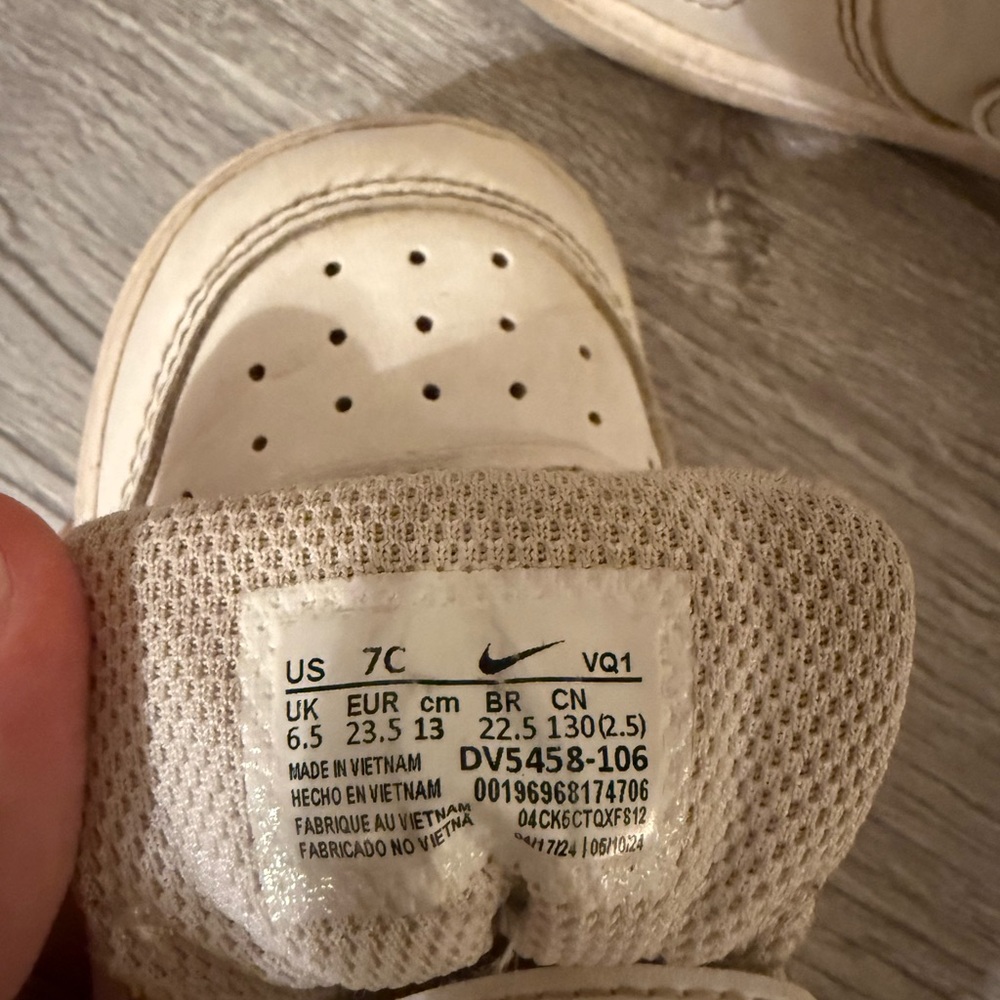 US 7C VQ1
UK EUR cm BR CN
6.5 23.5 13 22.5 130(2.5)
MADE IN VIETNAM DV5458-106
HECHO EN VIETNAM 00196968174706
FABRIQUE AU VIETNAM 04CK6CTQXF812
FABRICADO NO VIETNÃ 04/17/24 | 06/10/24